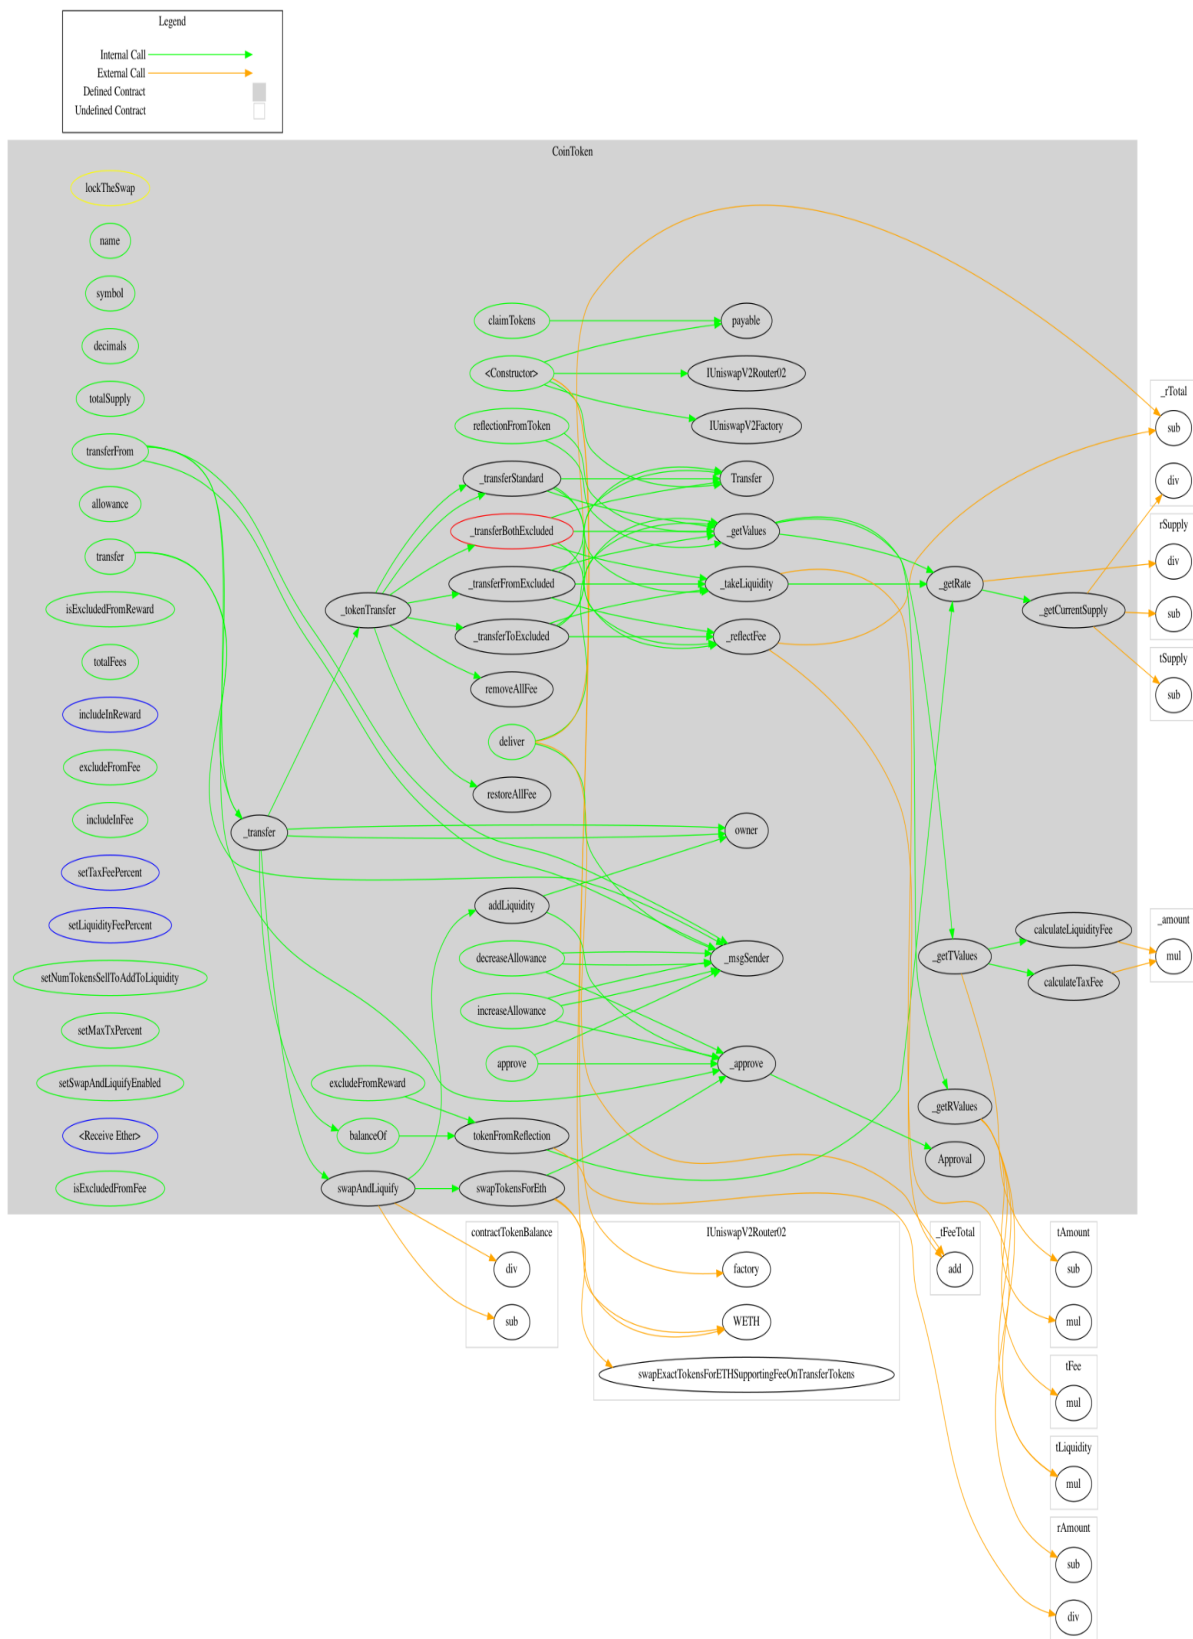 Legend
Internal Call
External Call
Defined Contract
Undefined Contract
CoinToken
lockTheSwap
name
symbol
decimals
totalSupply
transferFrom
allowance
transfer
isExcludedFromReward
totalFees
includeInReward
excludeFromFee
includeInFee
setTaxFeePercent
setLiquidityFeePercent
setNumTokensSellToAddToLiquidity
setMaxTxPercent
setSwapAndLiquifyEnabled
<Receive Ether>
isExcludedFromFee
_transfer
_tokenTransfer
excludeFromReward
balanceOf
swapAndLiquify
claimTokens
<Constructor>
reflectionFromToken
_transferStandard
_transferBothExcluded
_transferFromExcluded
_transferToExcluded
removeAllFee
deliver
restoreAllFee
addLiquidity
decreaseAllowance
increaseAllowance
approve
tokenFromReflection
swapTokensForEth
payable
IUniswapV2Router02
IUniswapV2Factory
Transfer
_getValues
_takeLiquidity
_reflectFee
owner
_msgSender
_approve
_getRate
_getTValues
_getRValues
Approval
_getCurrentSupply
calculateLiquidityFee
calculateTaxFee
_rTotal
sub
div
rSupply
div
sub
tSupply
sub
_amount
mul
contractTokenBalance
div
sub
IUniswapV2Router02
factory
WETH
swapExactTokensForETHSupportingFeeOnTransferTokens
_tFeeTotal
add
tAmount
sub
mul
tFee
mul
tLiquidity
mul
rAmount
sub
div